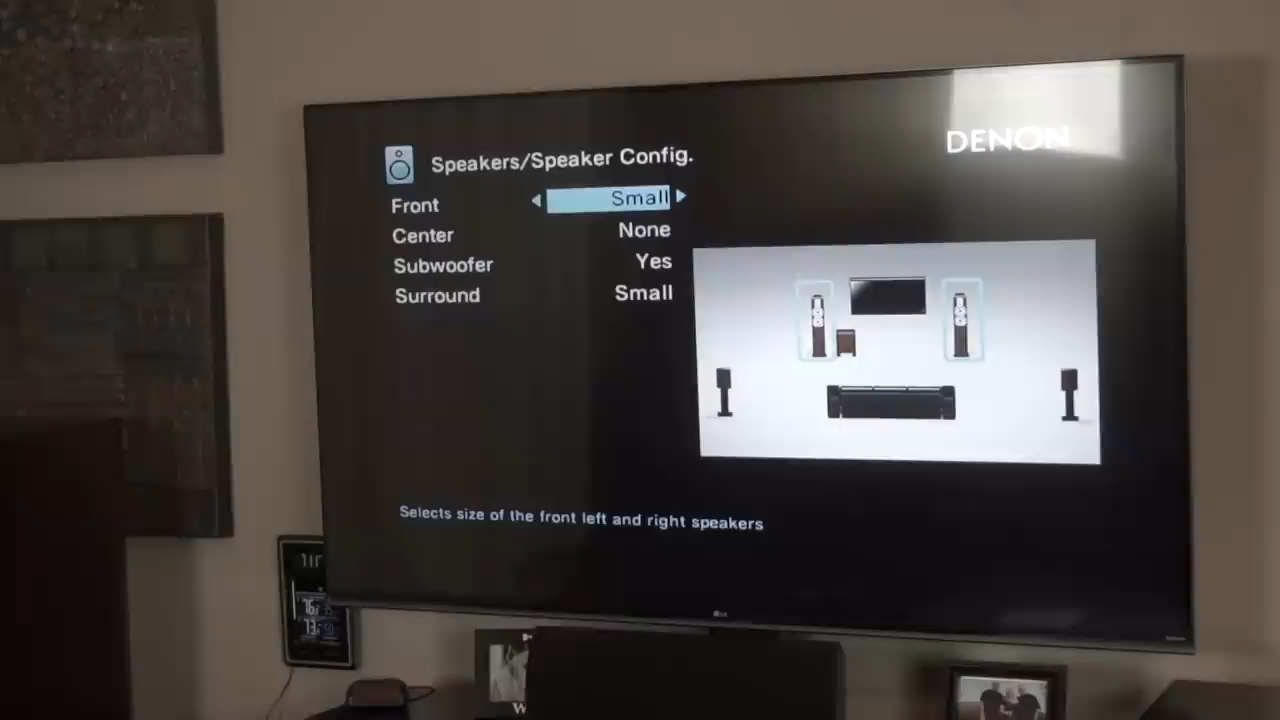 DENON
Speakers/Speaker Config.
Front Small
Center None
Subwoofer Yes
Surround Small
Selects size of the front left and right speakers
LG